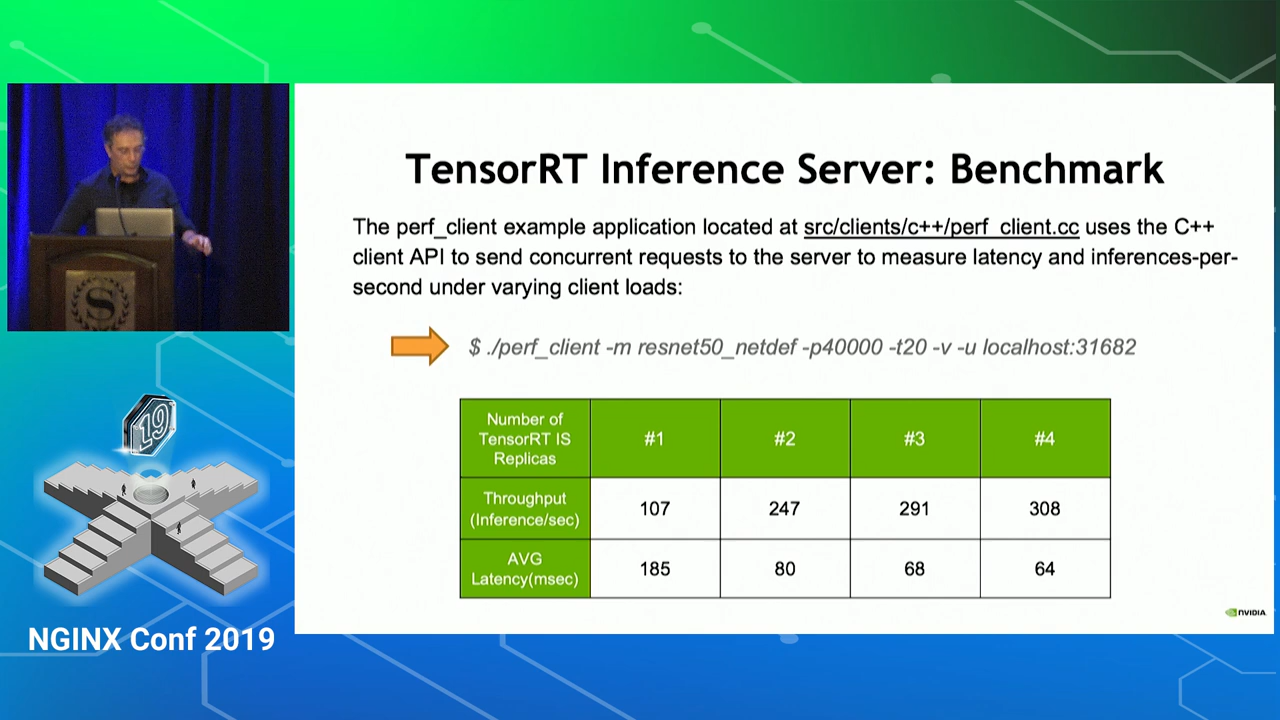 TensorRT Inference Server: Benchmark
The perf_client example application located at src/clients/c++/perf_client.cc uses the C++
client API to send concurrent requests to the server to measure latency and inferences-per-
second under varying client loads:
$ ./perf_client -m resnet50_netdef -p40000 -t20 -v -u localhost:31682
Number of
TensorRT IS
Replicas
#1
#2
#3
#4
Throughput
(Inference/sec)
107
247
291
308
AVG
Latency(msec)
185
80
68
64
NVIDIA
S
19
NGINX Conf 2019